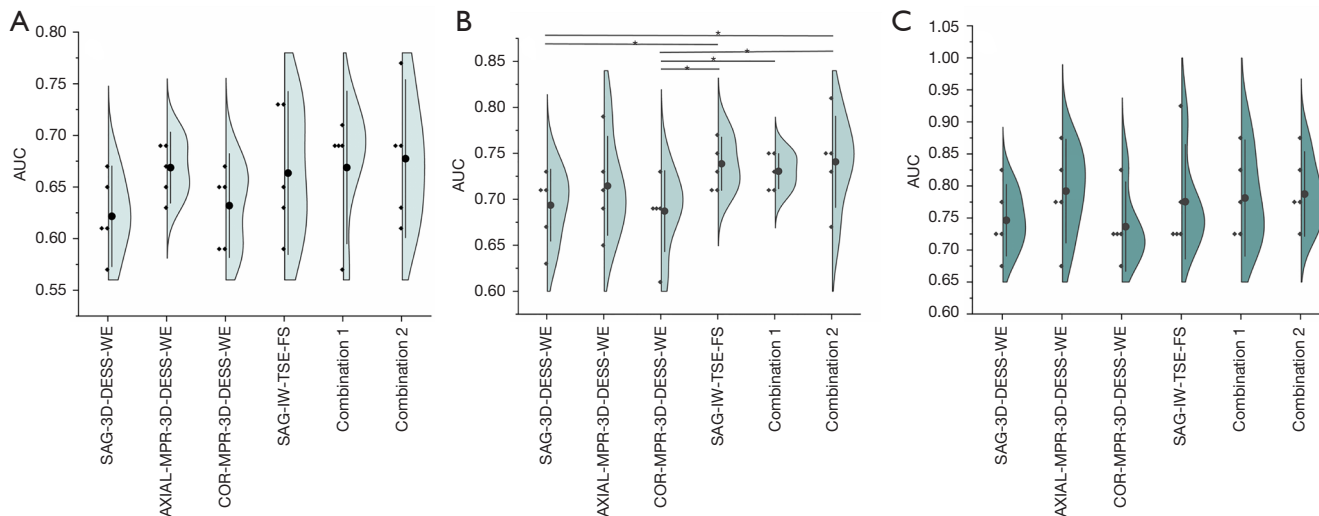 A
AUC
0.80
0.75
0.70
0.65
0.60
0.55
SAG-3D-DESS-WE
AXIAL-MPR-3D-DESS-WE
COR-MPR-3D-DESS-WE
SAG-IW-TSE-FS
Combination 1
Combination 2
B
AUC
0.85
0.80
0.75
0.70
0.65
0.60
*
*
*
*
*
SAG-3D-DESS-WE
AXIAL-MPR-3D-DESS-WE
COR-MPR-3D-DESS-WE
SAG-IW-TSE-FS
Combination 1
Combination 2
C
AUC
1.05
1.00
0.95
0.90
0.85
0.80
0.75
0.70
0.65
0.60
SAG-3D-DESS-WE
AXIAL-MPR-3D-DESS-WE
COR-MPR-3D-DESS-WE
SAG-IW-TSE-FS
Combination 1
Combination 2